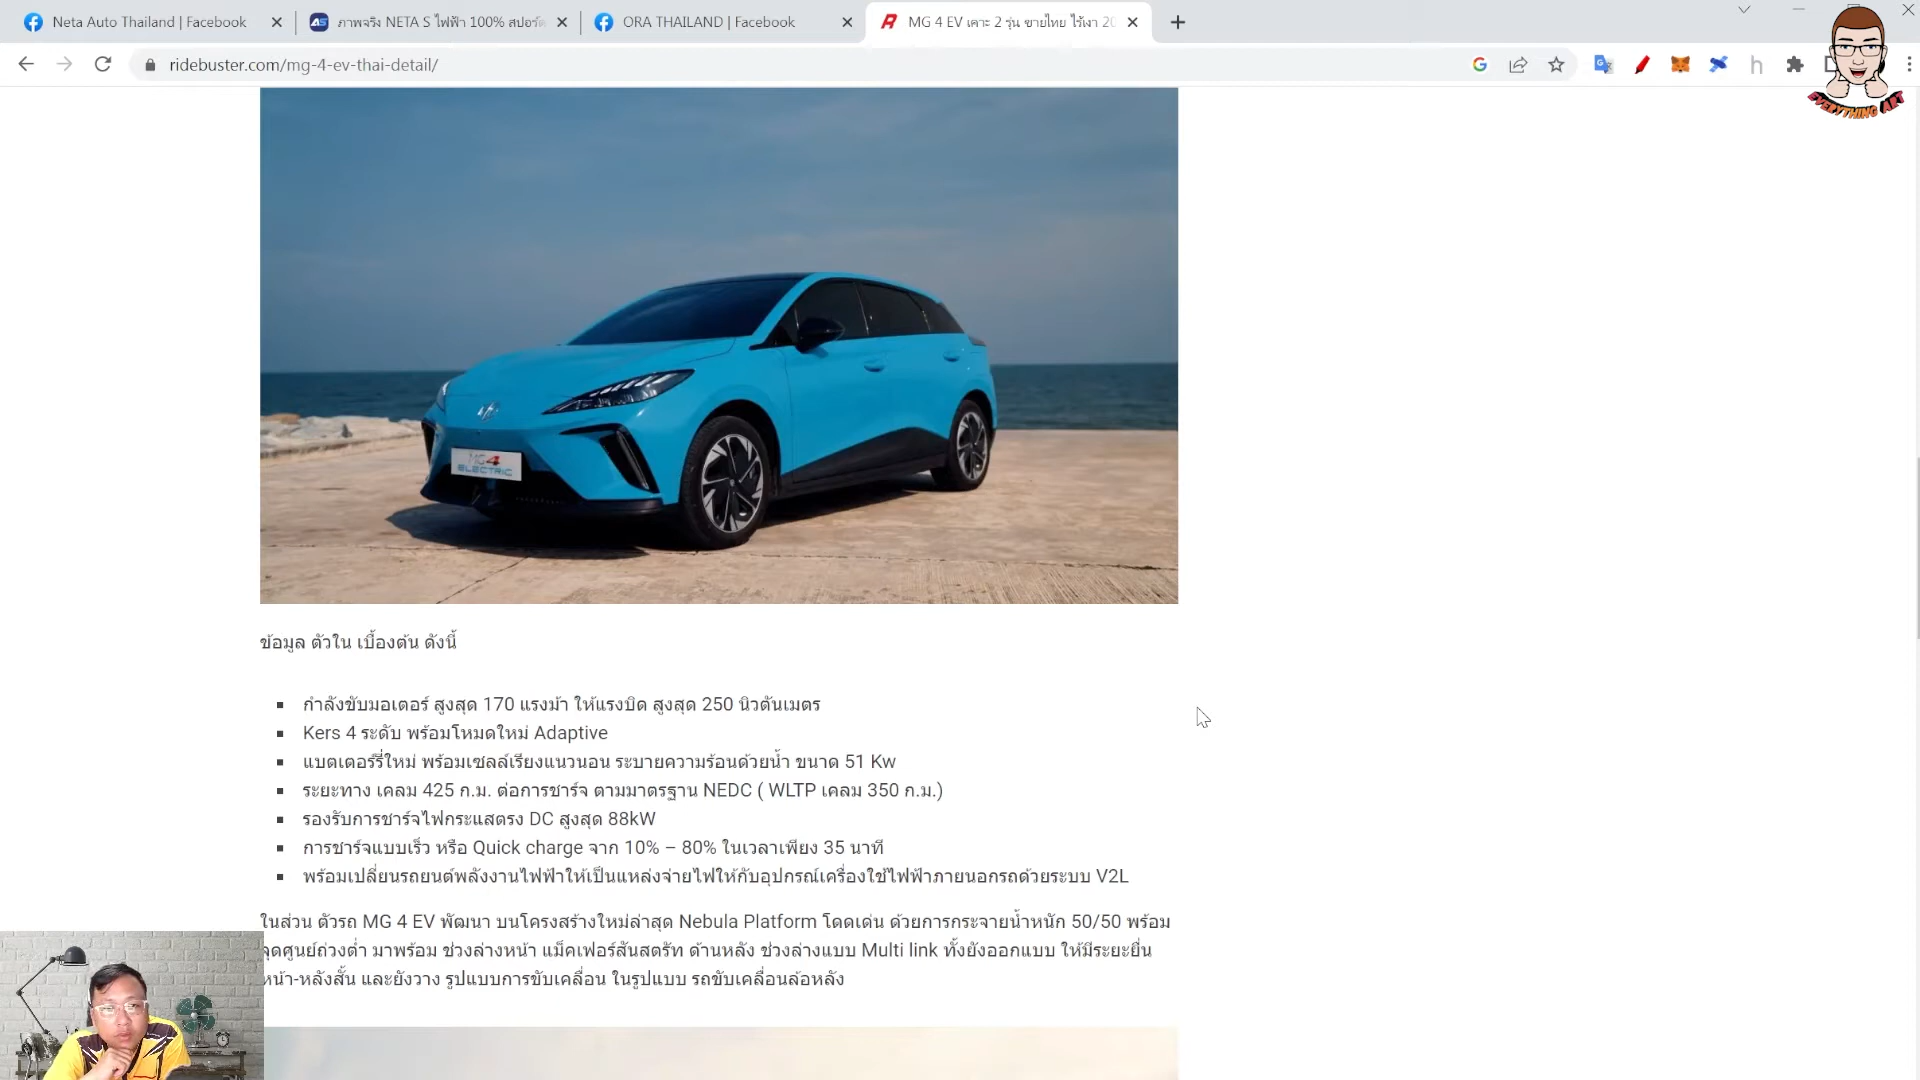 Neta Auto Thailand | Facebook
ภาพจริง NETA S ไฟฟ้า 100% สปอร์ต
ORA THAILAND | Facebook
MG 4 EV เคาะ 2 รุ่น ขายไทย ไร้เงา 20
ridebuster.com/mg-4-ev-thai-detail/
EVERYTHING ART
MG4
ELECTRIC
ข้อมูล ตัวใน เบื้องต้น ดังนี้
กำลังขับมอเตอร์ สูงสุด 170 แรงม้า ให้แรงบิด สูงสุด 250 นิวตันเมตร
Kers 4 ระดับ พร้อมโหมดใหม่ Adaptive
แบตเตอร์รี่ใหม่ พร้อมเซลล์เรียงแนวนอน ระบายความร้อนด้วยน้ำ ขนาด 51 Kw
ระยะทาง เคลม 425 ก.ม. ต่อการชาร์จ ตามมาตรฐาน NEDC ( WLTP เคลม 350 ก.ม.)
รองรับการชาร์จไฟกระแสตรง DC สูงสุด 88kW
การชาร์จแบบเร็ว หรือ Quick charge จาก 10% – 80% ในเวลาเพียง 35 นาที
พร้อมเปลี่ยนรถยนต์พลังงานไฟฟ้าให้เป็นแหล่งจ่ายไฟให้กับอุปกรณ์เครื่องใช้ไฟฟ้าภายนอกรถด้วยระบบ V2L
ในส่วน ตัวรถ MG 4 EV พัฒนา บนโครงสร้างใหม่ล่าสุด Nebula Platform โดดเด่น ด้วยการกระจายน้ำหนัก 50/50 พร้อม
จุดศูนย์ถ่วงต่ำ มาพร้อม ช่วงล่างหน้า แม็คเฟอร์สันสตรัท ด้านหลัง ช่วงล่างแบบ Multi link ทั้งยังออกแบบ ให้มีระยะยื่น
หน้า-หลังสั้น และยังวาง รูปแบบการขับเคลื่อน ในรูปแบบ รถขับเคลื่อนล้อหลัง